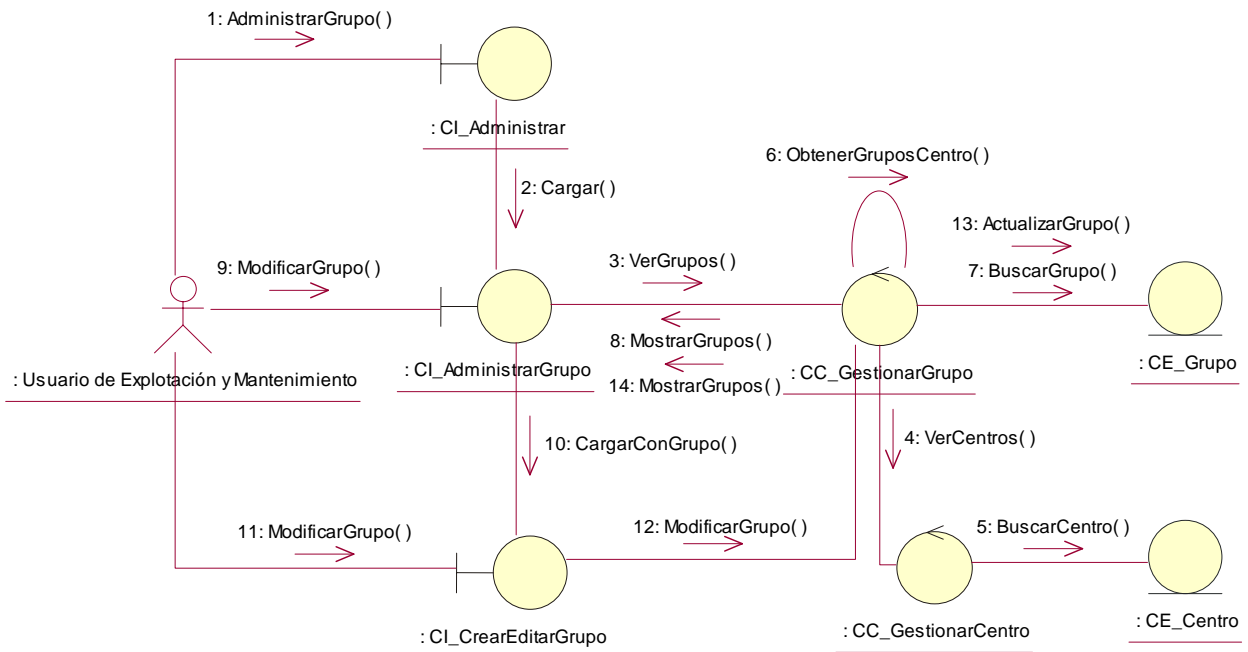 1: AdministrarGrupo( )
: CI_Administrar
6: ObtenerGruposCentro( )
2: Cargar( )
13: ActualizarGrupo( )
9: ModificarGrupo( )
3: VerGrupos( )
7: BuscarGrupo( )
8: MostrarGrupos( )
: CE_Grupo
: Usuario de Explotación y Mantenimiento
: CI_AdministrarGrupo
14: MostrarGrupos( )
: CC_GestionarGrupo
10: CargarConGrupo( )
4: VerCentros( )
11: ModificarGrupo( )
12: ModificarGrupo( )
5: BuscarCentro( )
: CI_CrearEditarGrupo
: CC_GestionarCentro
: CE_Centro